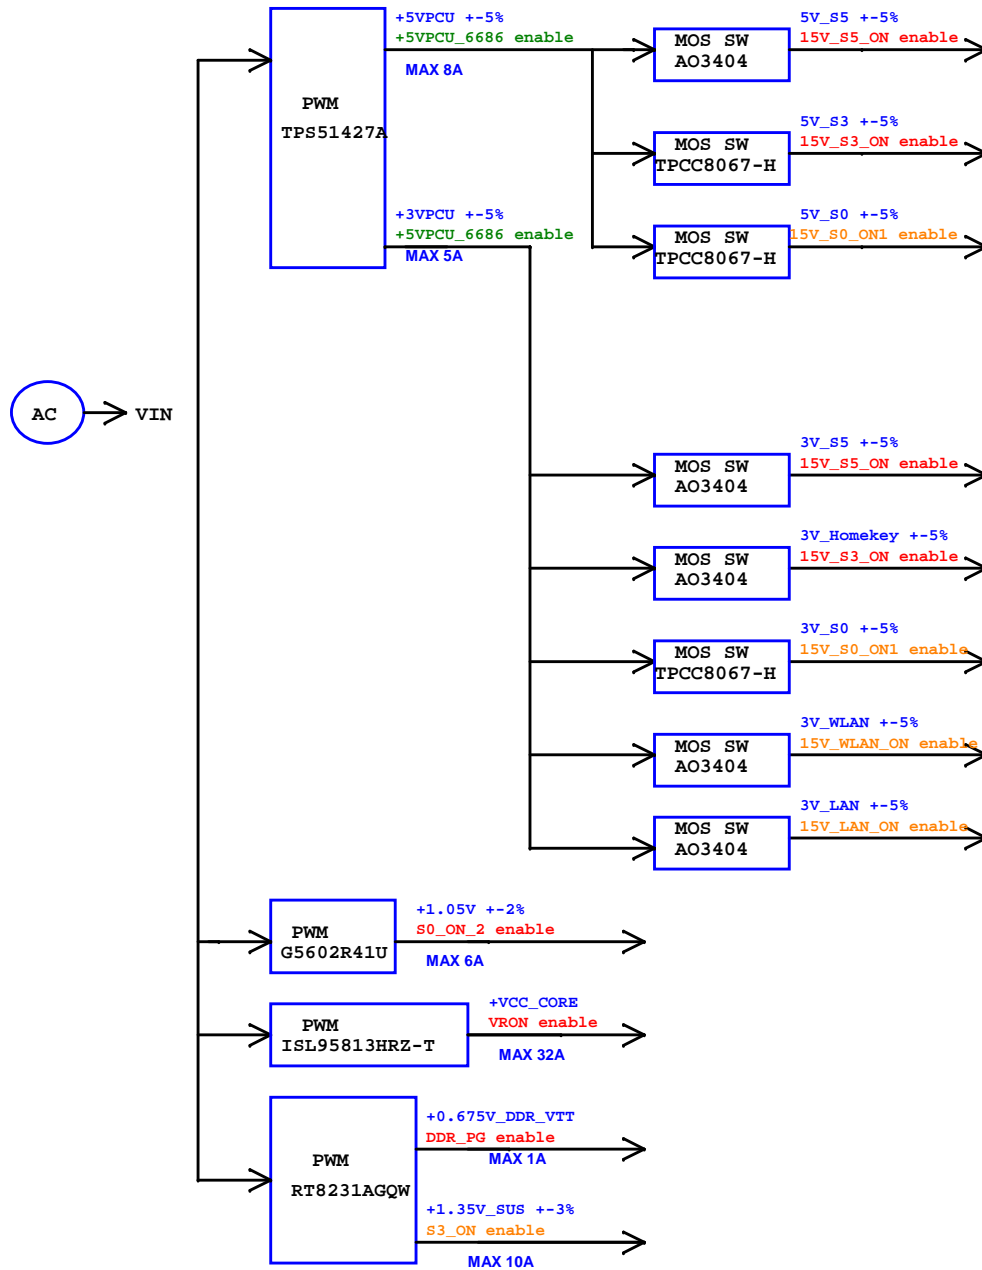 +5VPCU +-5%
+5VPCU_6686 enable
MAX 8A
PWM
TPS51427A
+3VPCU +-5%
+5VPCU_6686 enable
MAX 5A
MOS SW
AO3404
5V_S5 +-5%
15V_S5_ON enable
MOS SW
TPCC8067-H
5V_S3 +-5%
15V_S3_ON enable
MOS SW
TPCC8067-H
5V_S0 +-5%
15V_S0_ON1 enable
AC
VIN
MOS SW
AO3404
3V_S5 +-5%
15V_S5_ON enable
MOS SW
AO3404
3V_Homekey +-5%
15V_S3_ON enable
MOS SW
TPCC8067-H
3V_S0 +-5%
15V_S0_ON1 enable
MOS SW
AO3404
3V_WLAN +-5%
15V_WLAN_ON enable
MOS SW
AO3404
3V_LAN +-5%
15V_LAN_ON enable
PWM
G5602R41U
+1.05V +-2%
S0_ON_2 enable
MAX 6A
PWM
ISL95813HRZ-T
+VCC_CORE
VRON enable
MAX 32A
PWM
RT8231AGQW
+0.675V_DDR_VTT
DDR_PG enable
MAX 1A
+1.35V_SUS +-3%
S3_ON enable
MAX 10A